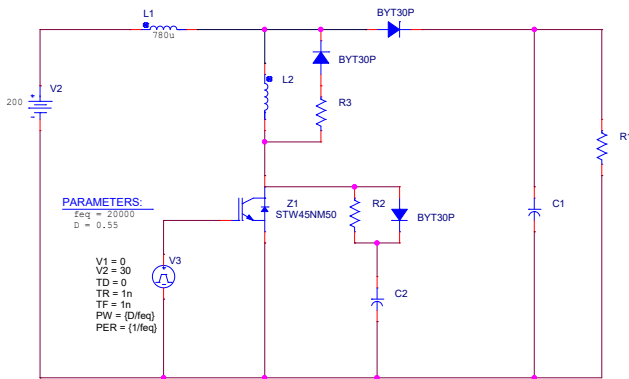 BYT30P
L1
780u
BYT30P
V2
L2
200
R3
R1
PARAMETERS:
feq = 20000
D = 0.55
Z1
STW45NM50
R2
BYT30P
C1
V3
V1 = 0
V2 = 30
TD = 0
TR = 1n
TF = 1n
PW = {D/feq}
PER = {1/feq}
C2